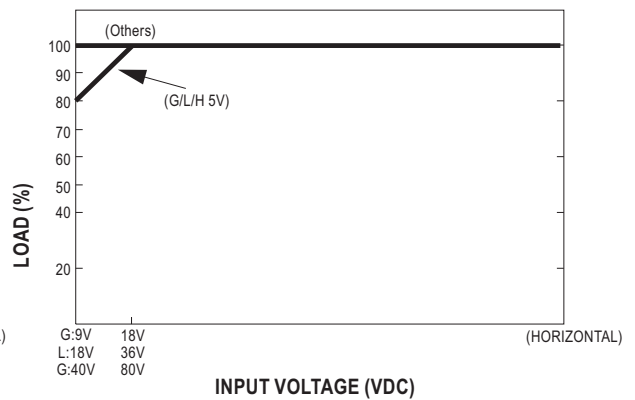 (Others)
100
90
(G/L/H 5V)
80
70
60
50
40
20
LOAD (%)
)
G:9V 18V (HORIZONTAL)
L:18V 36V
G:40V 80V
INPUT VOLTAGE (VDC)